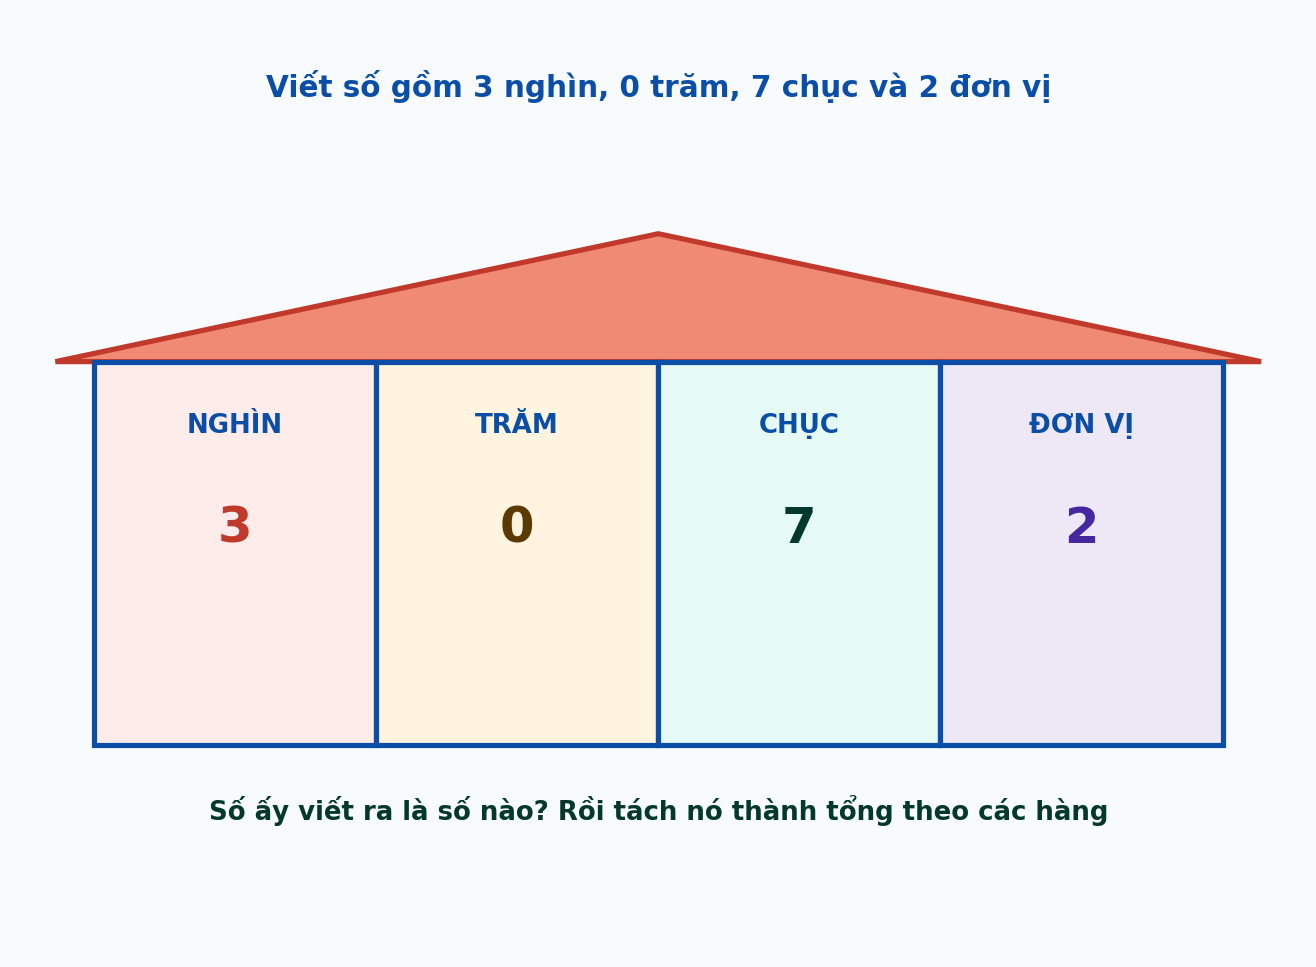 Viết số gồm 3 nghìn, 0 trăm, 7 chục và 2 đơn vị
NGHÌN TRĂM CHỤC ĐƠN VỊ
3 0 7 2
Số ấy viết ra là số nào? Rồi tách nó thành tổng theo các hàng